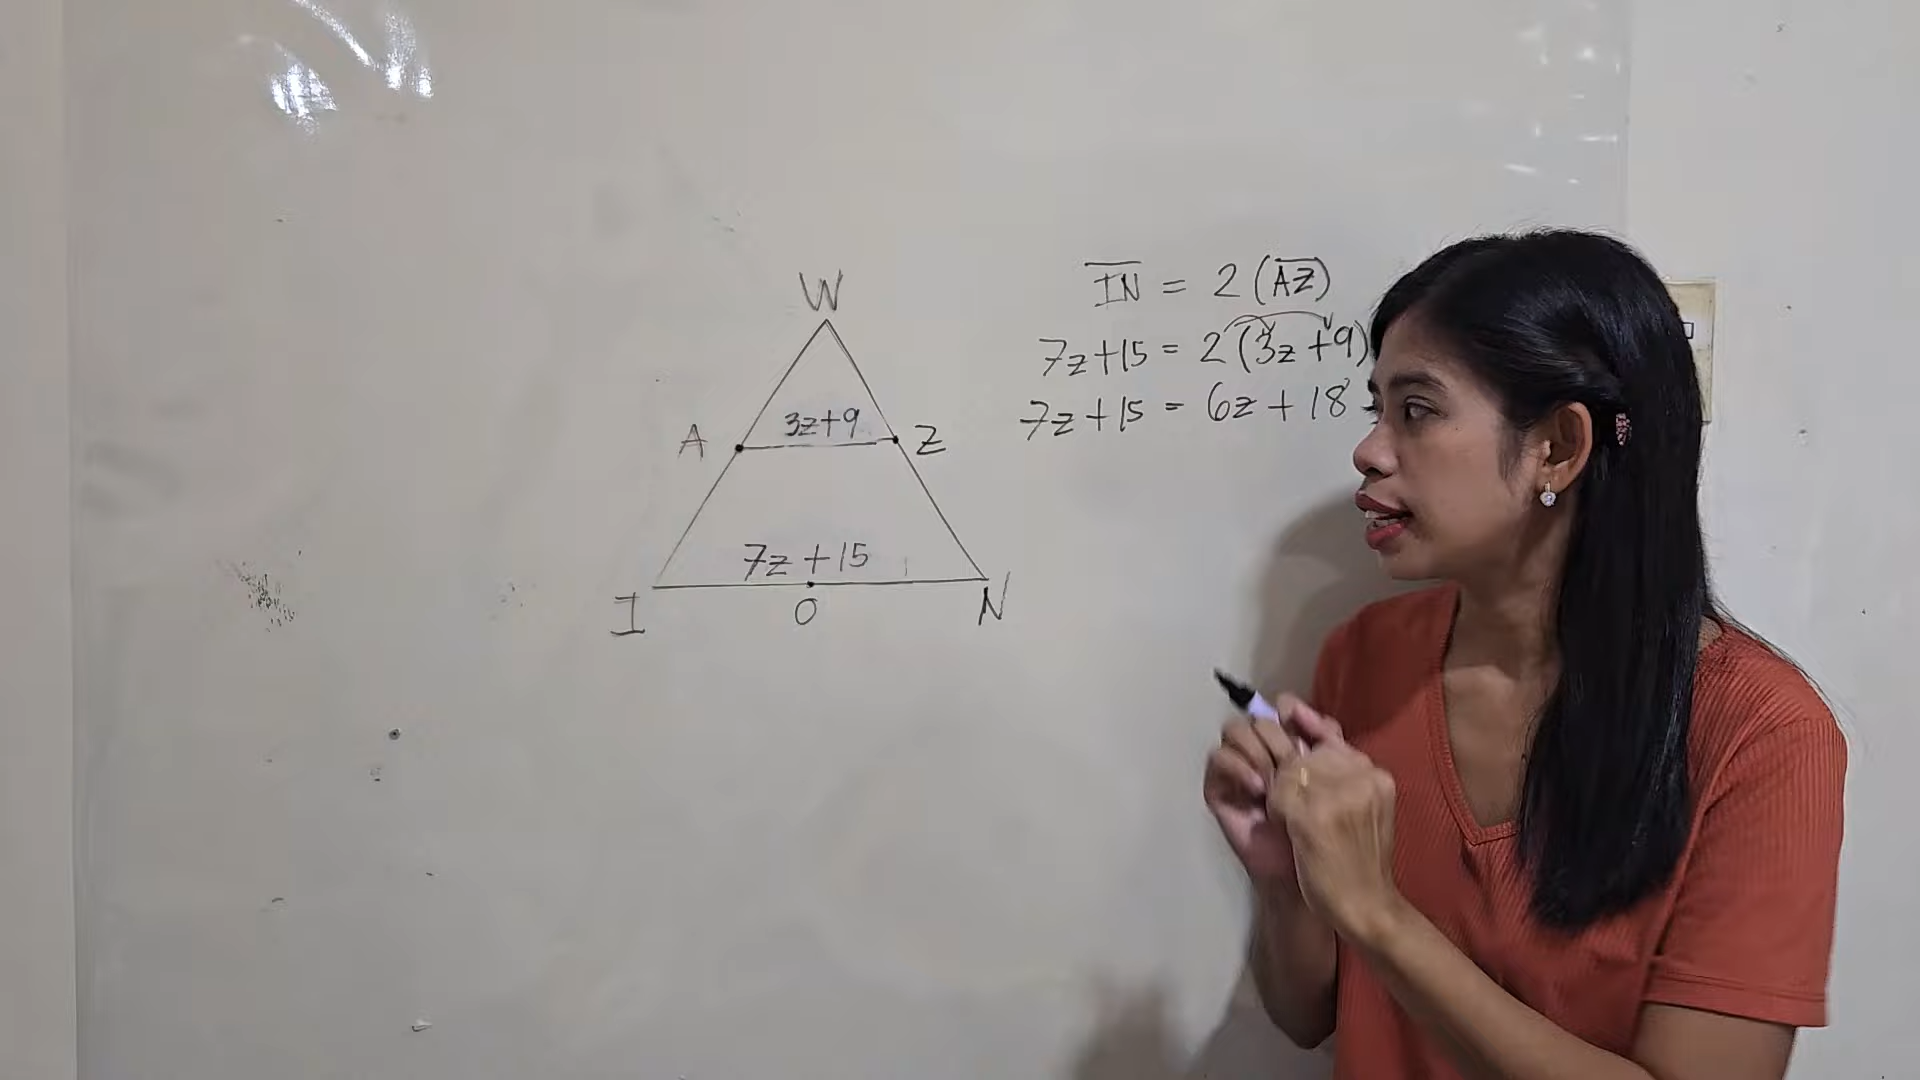 W
A
3z+9
Z
7z+15
I
O
N
IN = 2(AZ)
7z+15 = 2(3z+9)
7z+15 = 6z+18